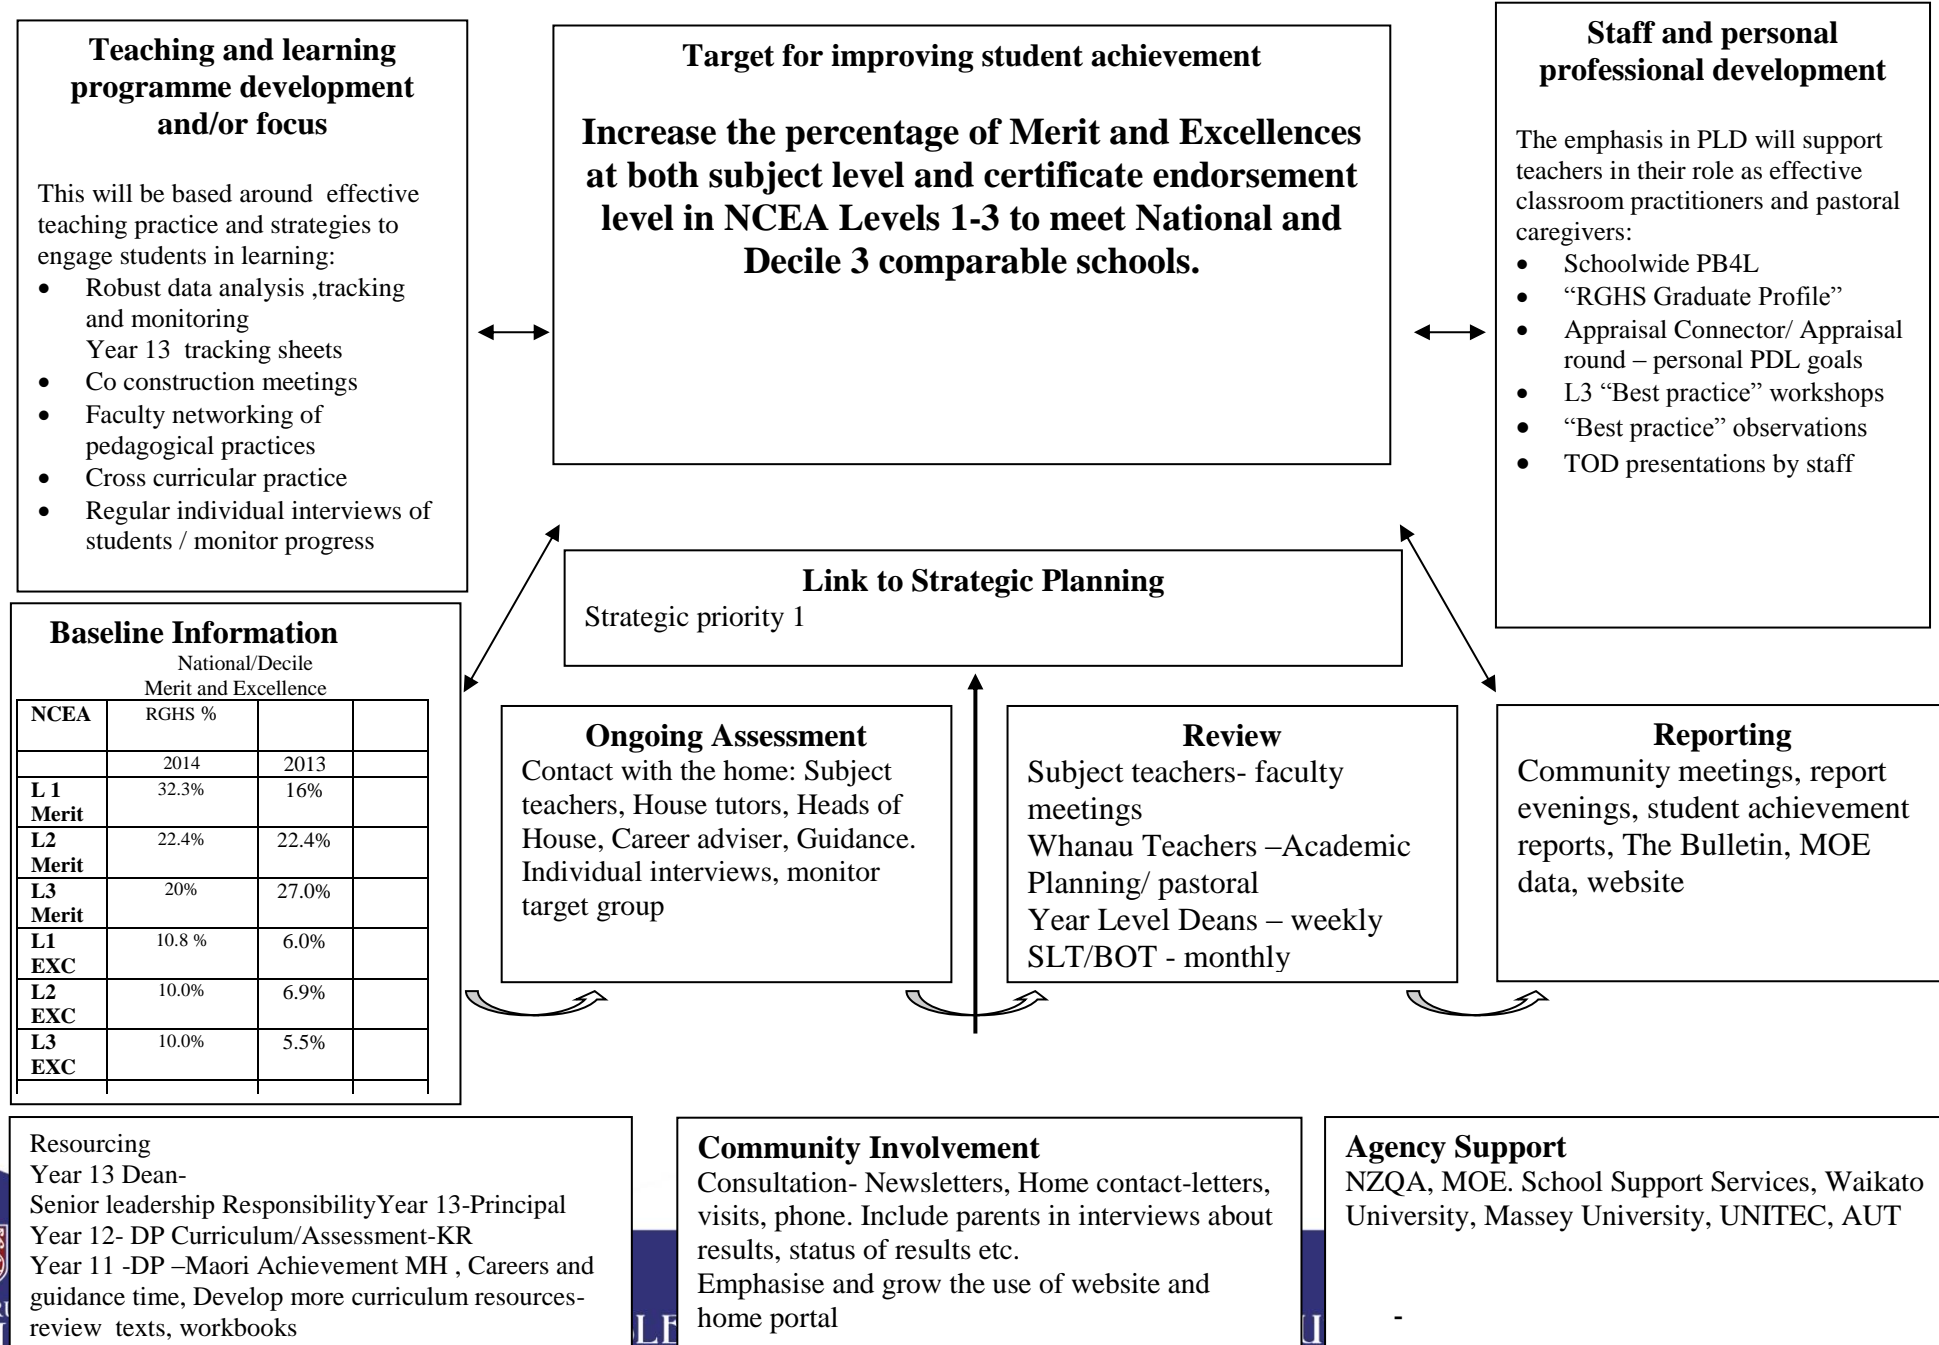 Teaching and learning
programme development
and/or focus
This will be based around effective
teaching practice and strategies to
engage students in learning:
• Robust data analysis ,tracking
and monitoring
Year 13 tracking sheets
• Co construction meetings
• Faculty networking of
pedagogical practices
• Cross curricular practice
• Regular individual interviews of
students / monitor progress
Target for improving student achievement
Increase the percentage of Merit and Excellences
at both subject level and certificate endorsement
level in NCEA Levels 1-3 to meet National and
Decile 3 comparable schools.
Staff and personal
professional development
The emphasis in PLD will support
teachers in their role as effective
classroom practitioners and pastoral
caregivers:
• Schoolwide PB4L
• “RGHS Graduate Profile”
• Appraisal Connector/ Appraisal
round – personal PDL goals
• L3 “Best practice” workshops
• “Best practice” observations
• TOD presentations by staff
Link to Strategic Planning
Strategic priority 1
Baseline Information
National/Decile
Merit and Excellence
NCEA RGHS %
2014 2013
L 1
Merit 32.3% 16%
L2
Merit 22.4% 22.4%
L3
Merit 20% 27.0%
L1
EXC 10.8 % 6.0%
L2
EXC 10.0% 6.9%
L3
EXC 10.0% 5.5%
Ongoing Assessment
Contact with the home: Subject
teachers, House tutors, Heads of
House, Career adviser, Guidance.
Individual interviews, monitor
target group
Review
Subject teachers- faculty
meetings
Whanau Teachers –Academic
Planning/ pastoral
Year Level Deans – weekly
SLT/BOT - monthly
Reporting
Community meetings, report
evenings, student achievement
reports, The Bulletin, MOE
data, website
Resourcing
Year 13 Dean-
Senior leadership ResponsibilityYear 13-Principal
Year 12- DP Curriculum/Assessment-KR
Year 11 -DP –Maori Achievement MH , Careers and
guidance time, Develop more curriculum resources-
review texts, workbooks
Community Involvement
Consultation- Newsletters, Home contact-letters,
visits, phone. Include parents in interviews about
results, status of results etc.
Emphasise and grow the use of website and
home portal
Agency Support
NZQA, MOE. School Support Services, Waikato
University, Massey University, UNITEC, AUT
-